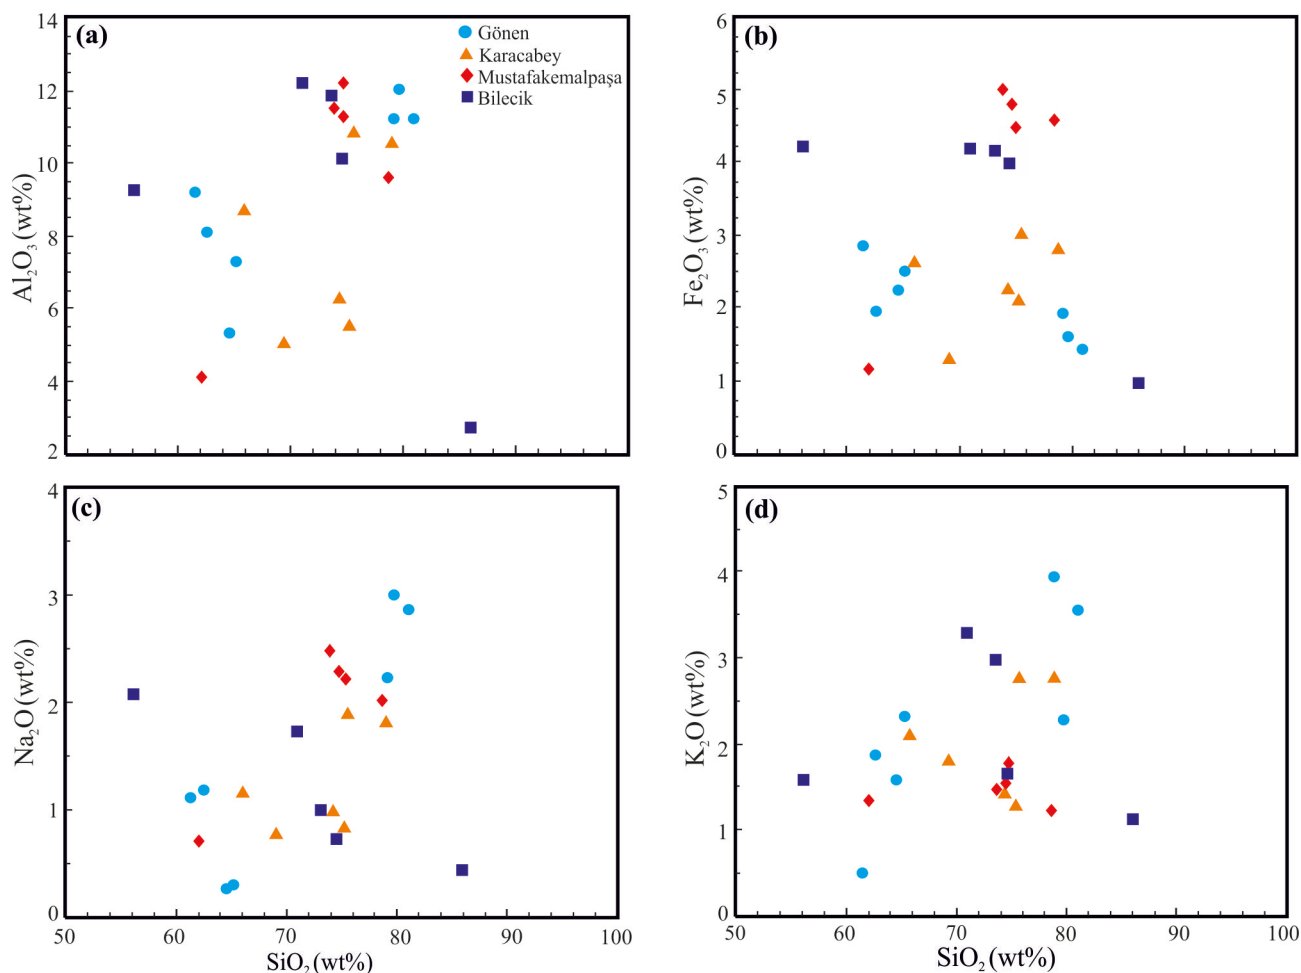 (a)
Gönen
Karacabey
Mustafakemalpaşa
Bilecik
14
12
10
8
6
4
2
Al₂O₃ (wt%)
(b)
6
5
4
3
2
1
0
Fe₂O₃ (wt%)
(c)
4
3
2
1
0
Na₂O (wt%)
50 60 70 80 90 100
SiO₂ (wt%)
(d)
5
4
3
2
1
0
K₂O (wt%)
50 60 70 80 90 100
SiO₂ (wt%)